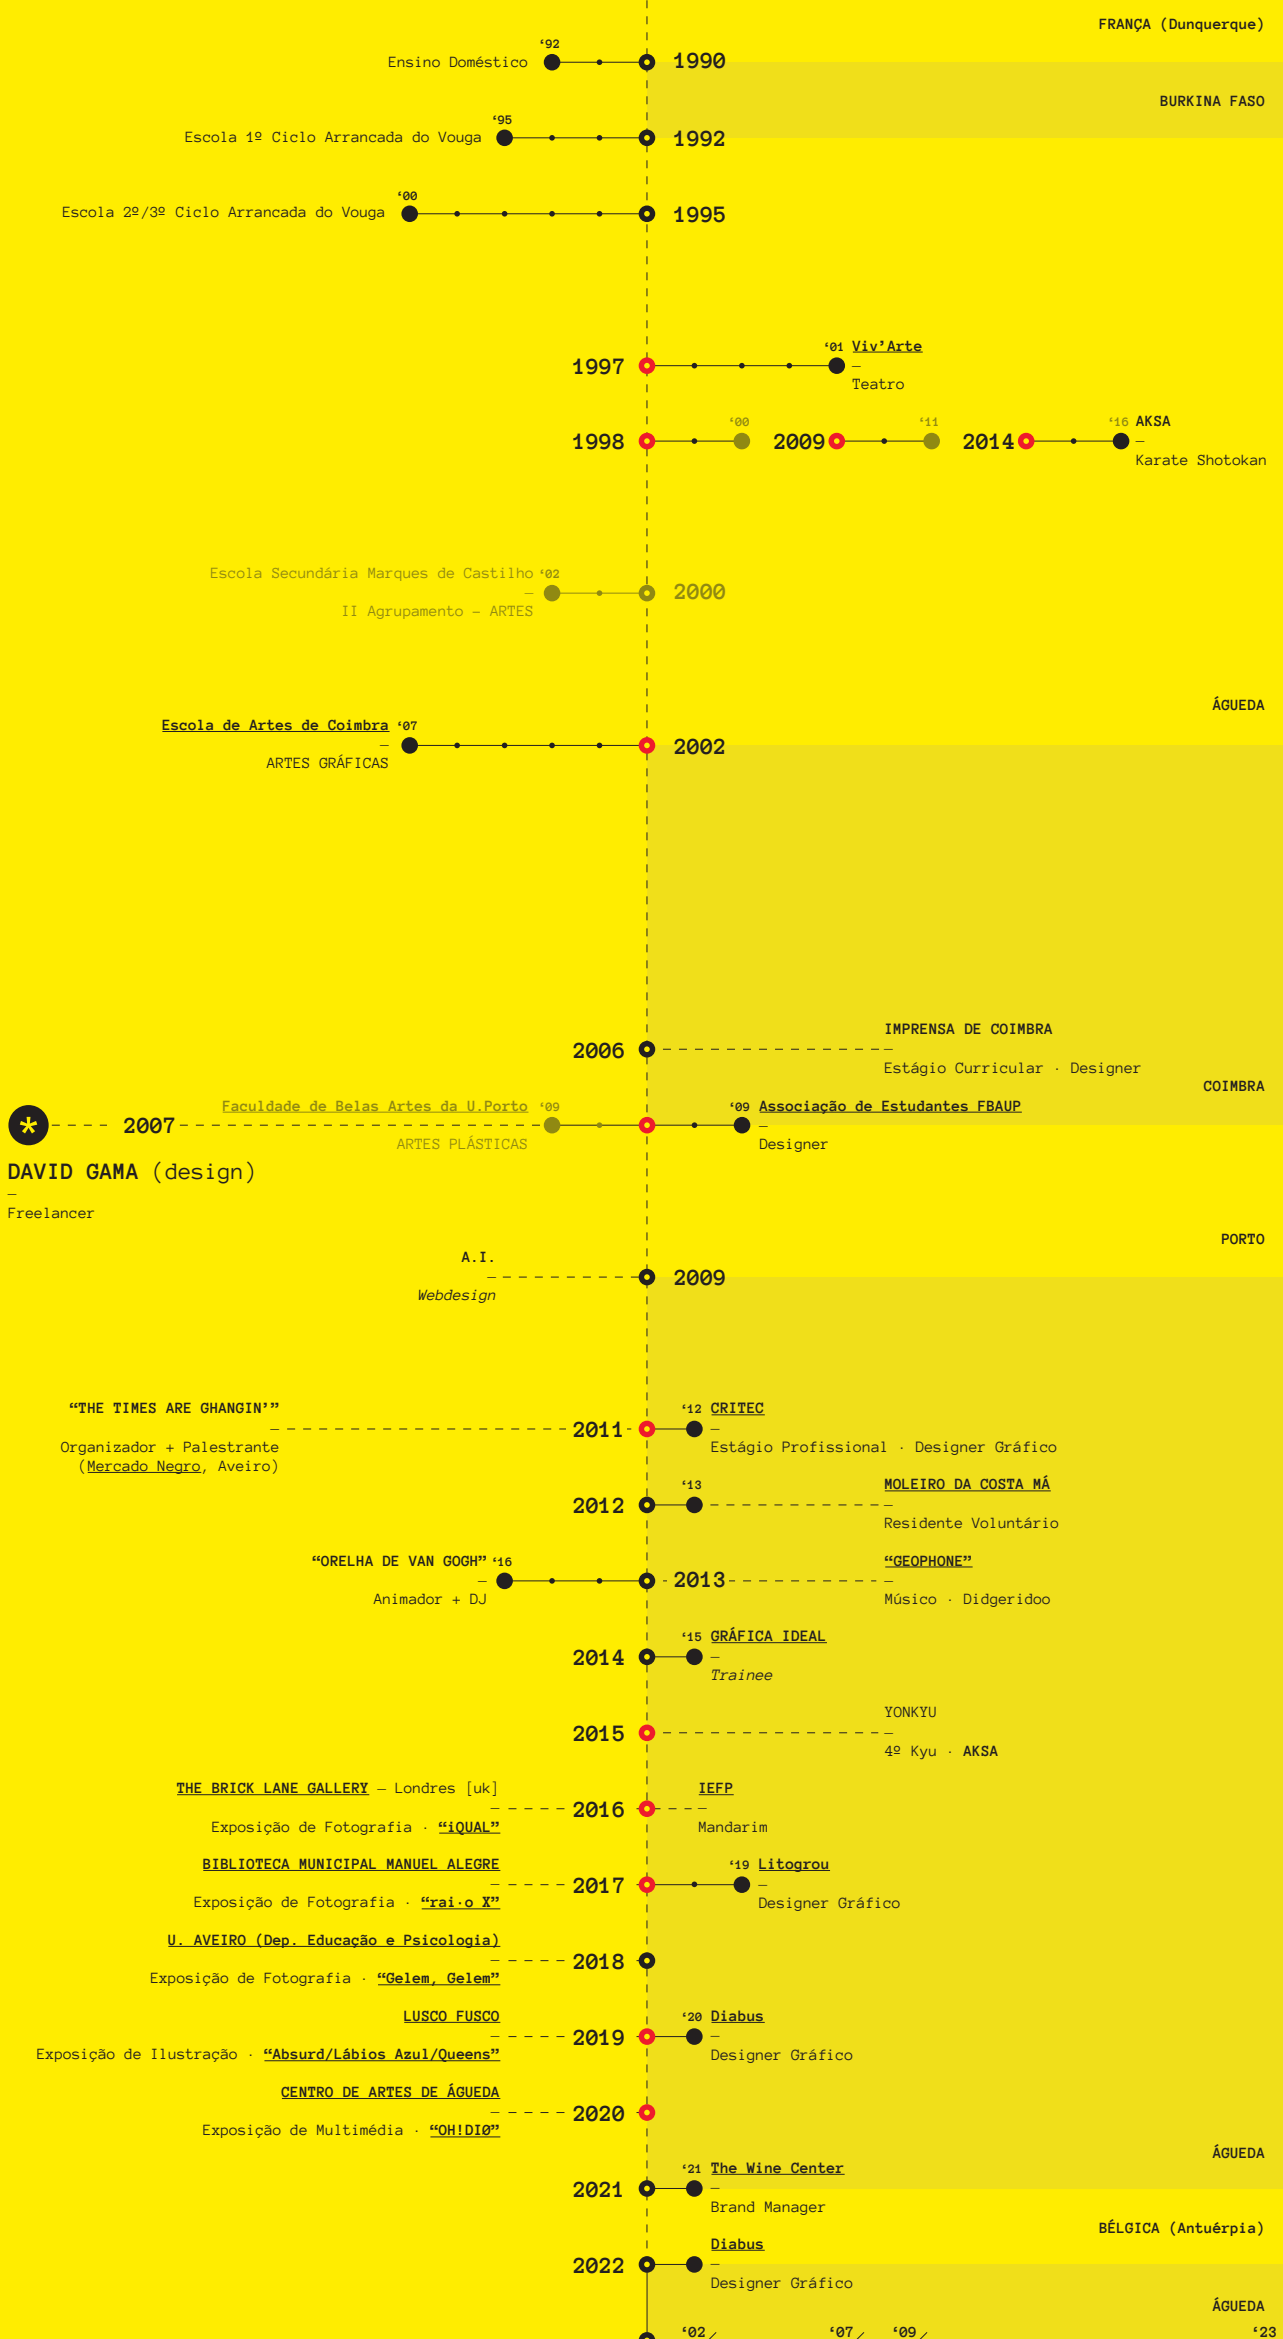 FRANÇA (Dunquerque)
‘92
Ensino Doméstico
1990
BURKINA FASO
‘95
Escola 1º Ciclo Arrancada do Vouga
1992
‘00
Escola 2º/3º Ciclo Arrancada do Vouga
1995
1997
‘01 Viv’Arte
—
Teatro
1998
‘00
2009
‘11
2014
‘16 AKSA
—
Karate Shotokan
Escola Secundária Marques de Castilho ‘02
—
II Agrupamento – ARTES
2000
ÁGUEDA
Escola de Artes de Coimbra ‘07
—
ARTES GRÁFICAS
2002
2006
IMPRENSA DE COIMBRA
—
Estágio Curricular · Designer
COIMBRA
* 2007
Faculdade de Belas Artes da U.Porto ‘09
ARTES PLÁSTICAS
‘09 Associação de Estudantes FBAUP
—
Designer
DAVID GAMA (design)
—
Freelancer
PORTO
A.I.
—
Webdesign
2009
“THE TIMES ARE GHANGIN’”
—
Organizador + Palestrante
(Mercado Negro, Aveiro)
2011
‘12 CRITEC
—
Estágio Profissional · Designer Gráfico
2012
‘13
MOLEIRO DA COSTA MÁ
—
Residente Voluntário
“ORELHA DE VAN GOGH” ‘16
—
Animador + DJ
2013
“GEOPHONE”
—
Músico · Didgeridoo
2014
‘15 GRÁFICA IDEAL
—
Trainee
2015
YONKYU
—
4º Kyu · AKSA
THE BRICK LANE GALLERY — Londres [uk]
—
Exposição de Fotografia · “iQUAL”
2016
IEFP
—
Mandarim
BIBLIOTECA MUNICIPAL MANUEL ALEGRE
—
Exposição de Fotografia · “rai·o X”
2017
‘19 Litogrou
—
Designer Gráfico
U. AVEIRO (Dep. Educação e Psicologia)
—
Exposição de Fotografia · “Gelem, Gelem”
2018
LUSCO FUSCO
—
Exposição de Ilustração · “Absurd/Lábios Azul/Queens”
2019
‘20 Diabus
—
Designer Gráfico
CENTRO DE ARTES DE ÁGUEDA
—
Exposição de Multimédia · “OH!DIØ”
2020
ÁGUEDA
2021
‘21 The Wine Center
—
Brand Manager
BÉLGICA (Antuérpia)
2022
Diabus
—
Designer Gráfico
ÁGUEDA
‘02 ‘07 ‘09 ‘23